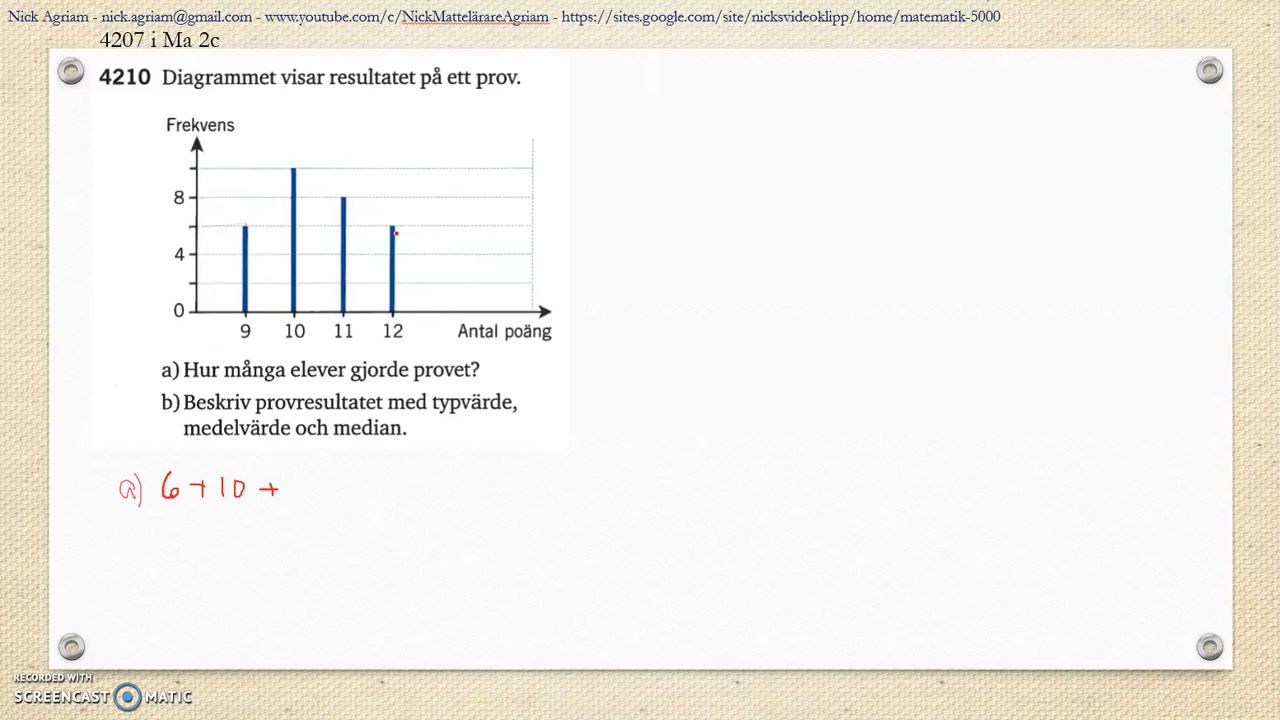 Nick Agriam - nick.agriam@gmail.com - www.youtube.com/c/NickMattelärareAgriam - https://sites.google.com/site/nicksvideoklipp/home/matematik-5000
4207 i Ma 2c
4210 Diagrammet visar resultatet på ett prov.
Frekvens
8
4
0
9 10 11 12 Antal poäng
a) Hur många elever gjorde provet?
b) Beskriv provresultatet med typvärde,
medelvärde och median.
a) 6 + 10 +
RECORDED WITH
SCREENCAST MATIC